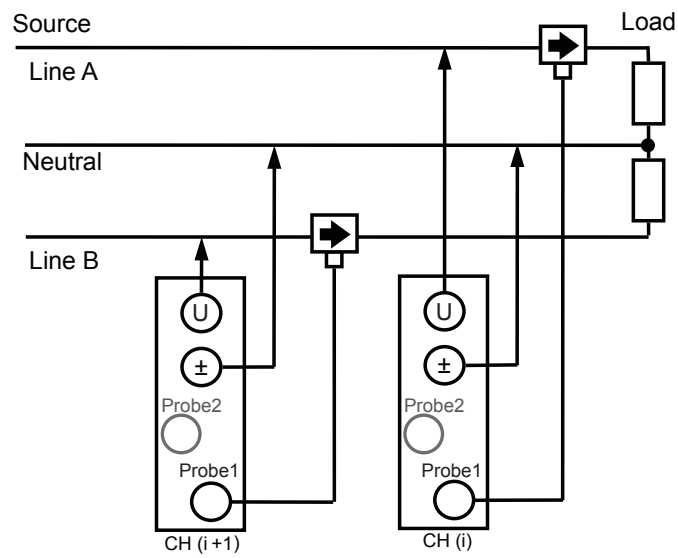 Source
Load
Line A
Neutral
Line B
U
U
±
±
Probe2
Probe2
Probe1
Probe1
CH (i +1)
CH (i)